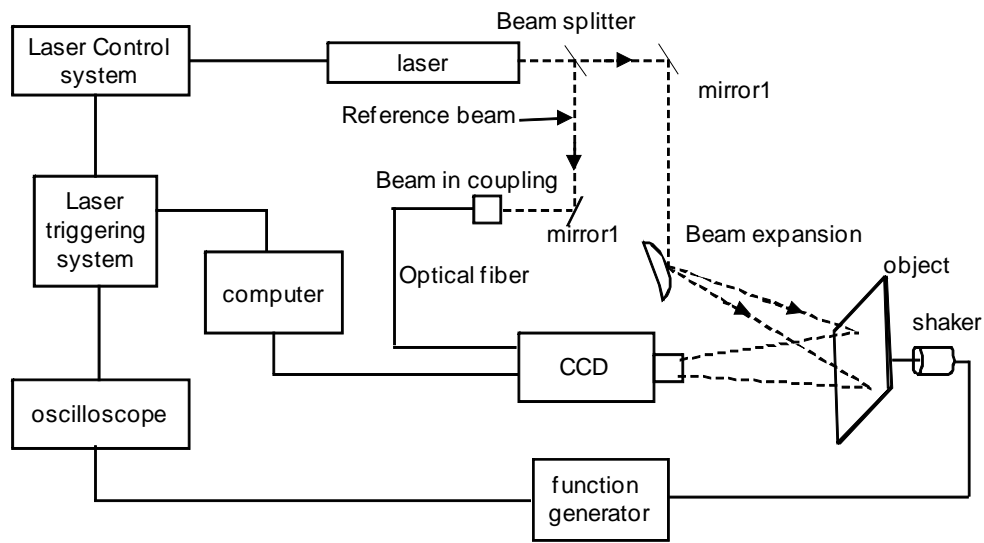 Beam splitter
Laser Control
system
laser
mirror1
Reference beam
Beam in coupling
Laser
triggering
system
mirror1
Beam expansion
object
Optical fiber
computer
shaker
CCD
oscilloscope
function
generator